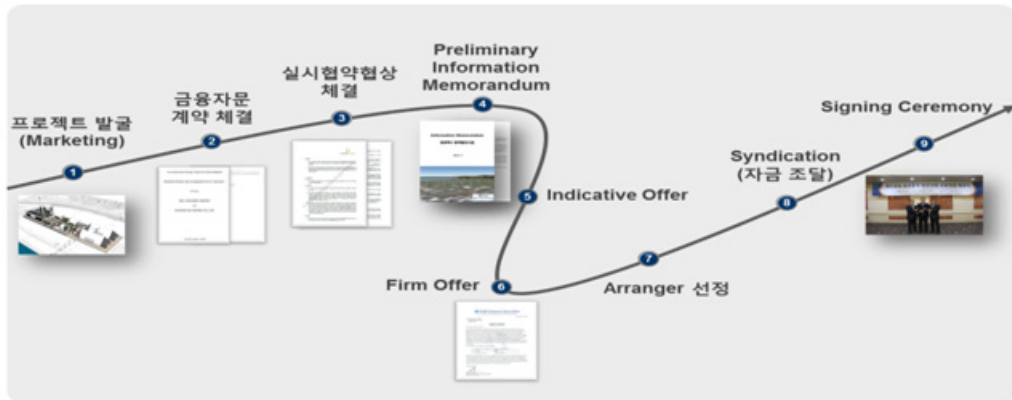 프로젝트 발굴
(Marketing)
1
금융자문
계약 체결
2
실시협약협상
체결
3
Preliminary
Information
Memorandum
4
Information Memorandum
5
Indicative Offer
Firm Offer
6
7
Arranger 선정
Syndication
(자금 조달)
8
Signing Ceremony
9